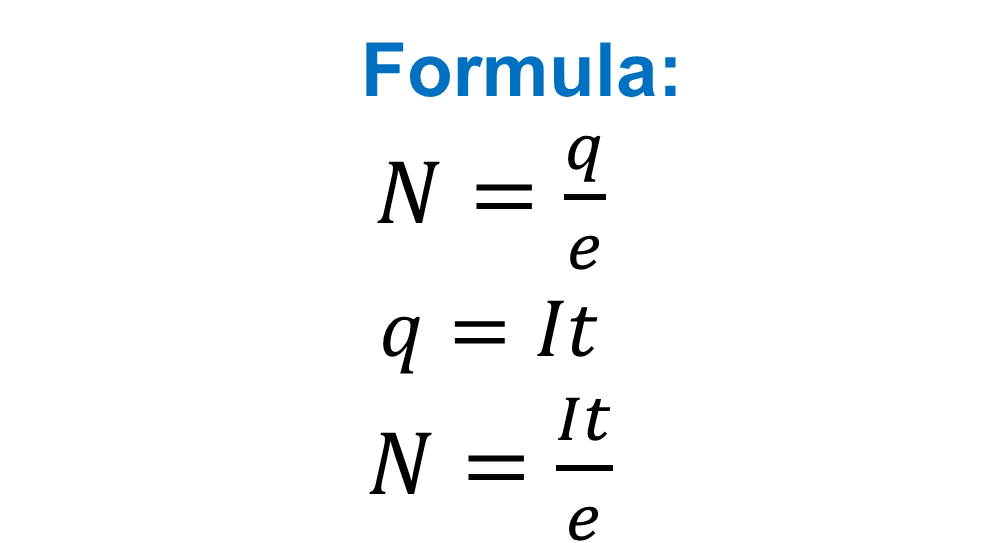 Formula:
N = q/e
q = It
N = It/e